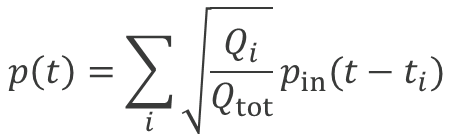 p(t) = ∑_i √(Q_i / Q_tot) p_in(t − t_i)